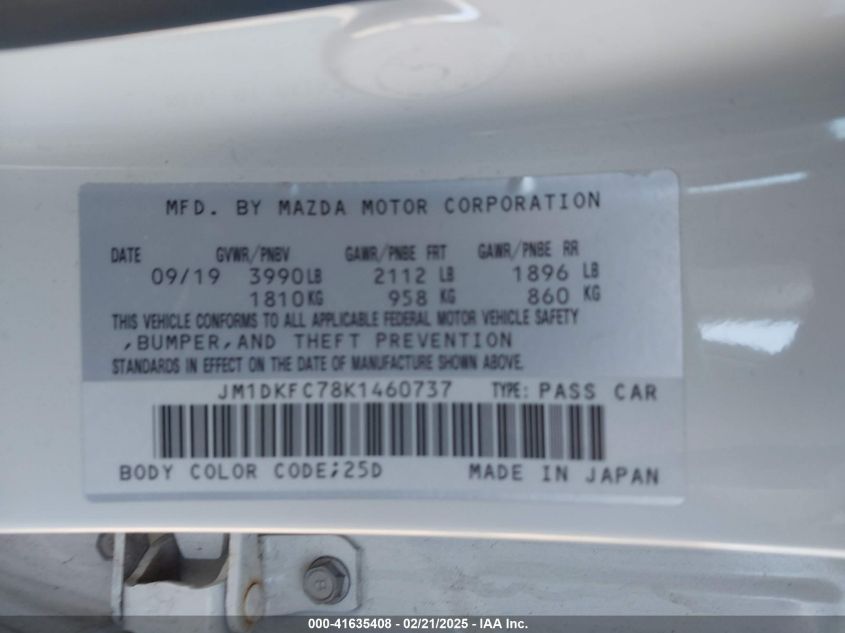 MFD. BY MAZDA MOTOR CORPORATION
DATE GVWR/PNBV GAWR/PNBE FRT GAWR/PNBE RR
09/19 3990LB 2112 LB 1896 LB
1810KG 958 KG 860 KG
THIS VEHICLE CONFORMS TO ALL APPLICABLE FEDERAL MOTOR VEHICLE SAFETY
,BUMPER,AND THEFT PREVENTION
STANDARDS IN EFFECT ON THE DATE OF MANUFACTURE SHOWN ABOVE.
JM1DKFC78K1460737 TYPE: PASS CAR
BODY COLOR CODE;25D MADE IN JAPAN
000-41635408 - 02/21/2025 - IAA Inc.